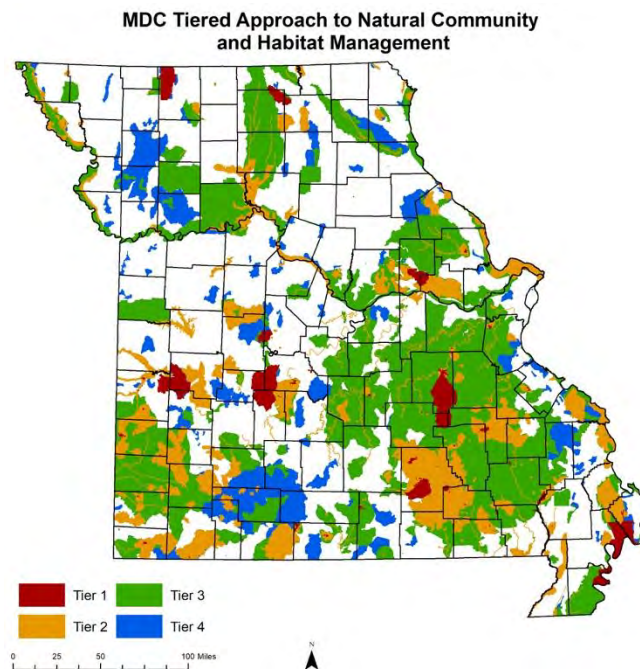 MDC Tiered Approach to Natural Community
and Habitat Management
Tier 1
Tier 3
Tier 2
Tier 4
0 25 50 100 Miles
N